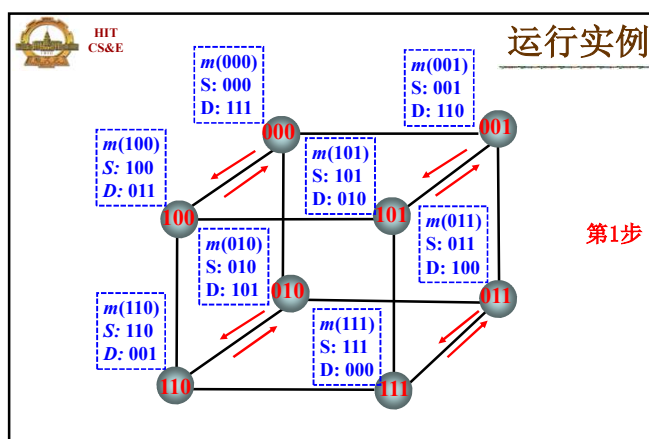 HIT
CS&E
运行实例
m(000)
S: 000
D: 111
m(001)
S: 001
D: 110
000
001
m(100)
S: 100
D: 011
m(101)
S: 101
D: 010
100
101
m(011)
S: 011
D: 100
第1步
m(010)
S: 010
D: 101
010
011
m(110)
S: 110
D: 001
m(111)
S: 111
D: 000
110
111